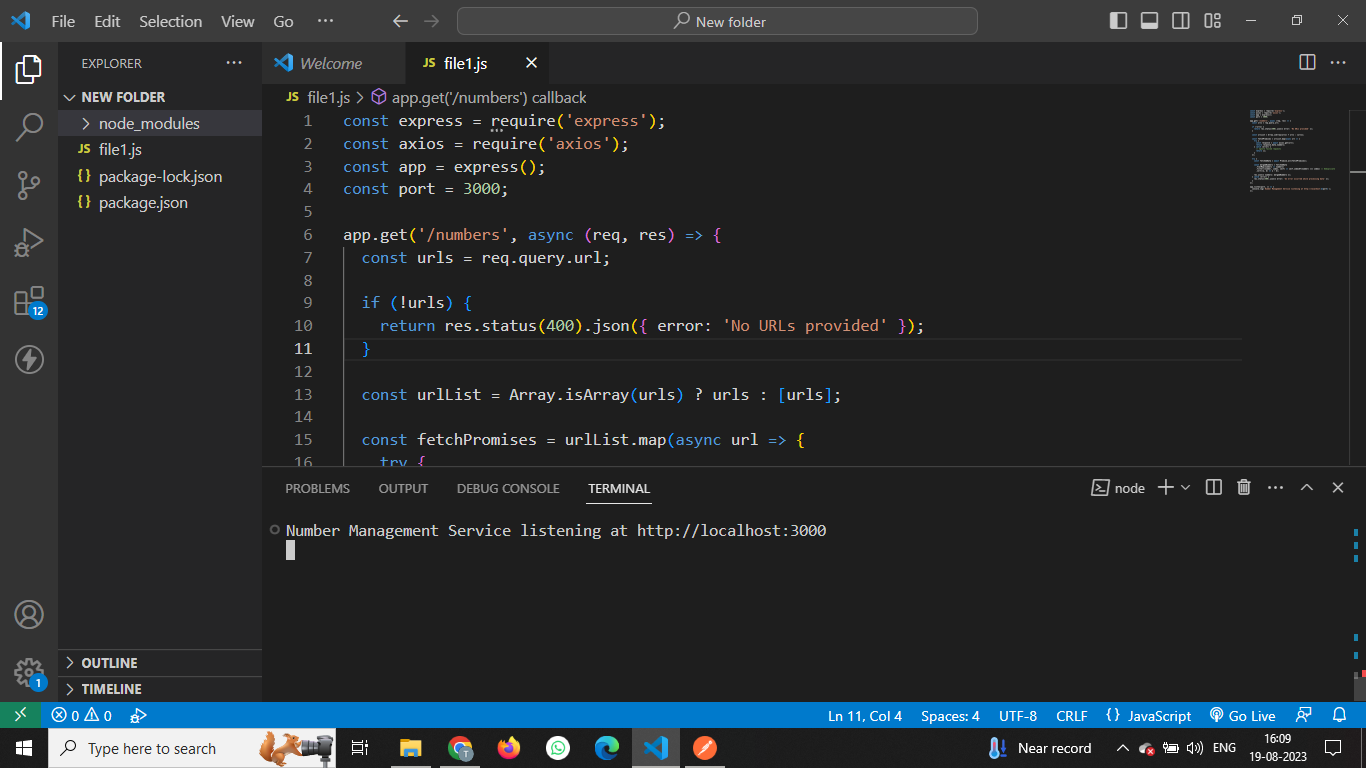 File Edit Selection View Go ··· New folder
EXPLORER ···
Welcome
JS file1.js
NEW FOLDER
node_modules
JS file1.js
{} package-lock.json
{} package.json
12
JS file1.js > app.get('/numbers') callback
1 const express = require('express');
2 const axios = require('axios');
3 const app = express();
4 const port = 3000;
5
6 app.get('/numbers', async (req, res) => {
7 const urls = req.query.url;
8
9 if (!urls) {
10 return res.status(400).json({ error: 'No URLs provided' });
11 }
12
13 const urlList = Array.isArray(urls) ? urls : [urls];
14
15 const fetchPromises = urlList.map(async url => {
16 try {
PROBLEMS OUTPUT DEBUG CONSOLE TERMINAL node
Number Management Service listening at http://localhost:3000
OUTLINE
TIMELINE
1
0 0 Ln 11, Col 4 Spaces: 4 UTF-8 CRLF {} JavaScript Go Live
Type here to search Near record ENG 16:09
19-08-2023